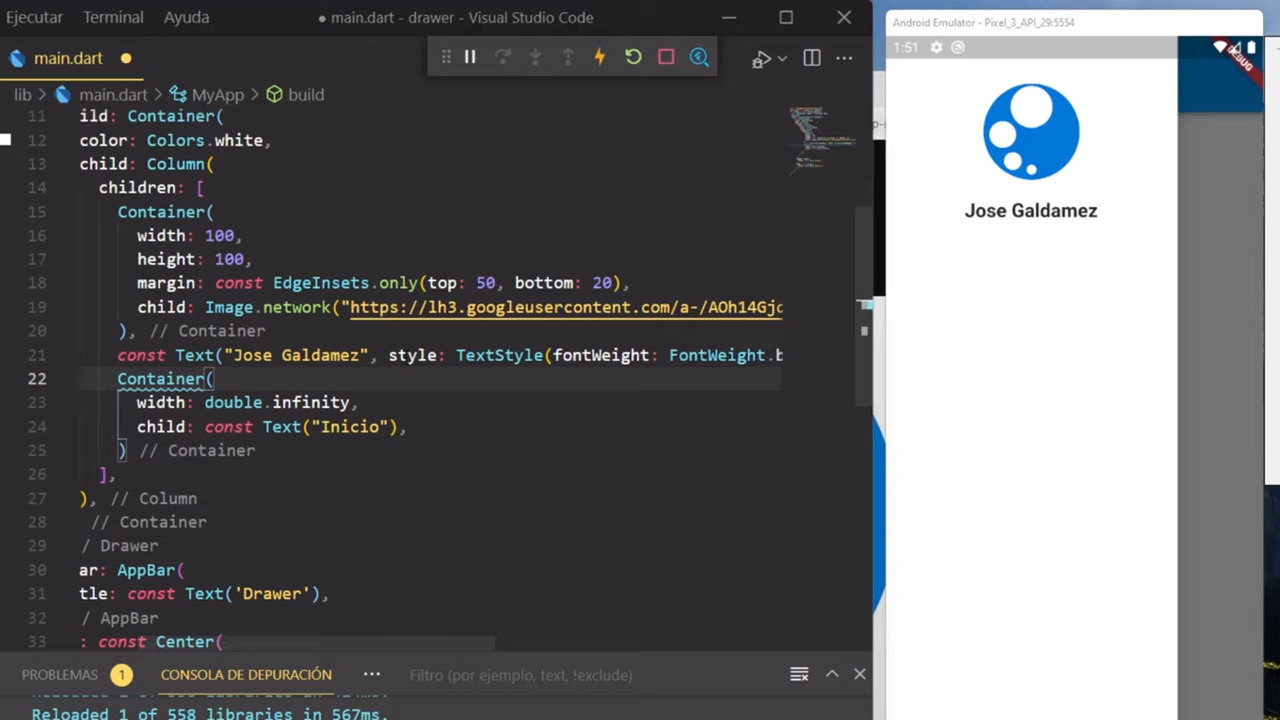 Ejecutar Terminal Ayuda ● main.dart - drawer - Visual Studio Code
main.dart
lib > main.dart > MyApp > build
11 ild: Container(
12 color: Colors.white,
13 child: Column(
14 children: [
15 Container(
16 width: 100,
17 height: 100,
18 margin: const EdgeInsets.only(top: 50, bottom: 20),
19 child: Image.network("https://lh3.googleusercontent.com/a-/AOh14Gjc
20 ), // Container
21 const Text("Jose Galdamez", style: TextStyle(fontWeight: FontWeight.b
22 Container(
23 width: double.infinity,
24 child: const Text("Inicio"),
25 ) // Container
26 ],
27 ), // Column
28 // Container
29 / Drawer
30 ar: AppBar(
31 tle: const Text('Drawer'),
32 / AppBar
33 : const Center(
PROBLEMAS 1 CONSOLA DE DEPURACIÓN ··· Filtro (por ejemplo, text, !exclude)
Reloaded 1 of 558 libraries in 567ms.
Android Emulator - Pixel_3_API_29:5554
1:51
DEBUG
Jose Galdamez